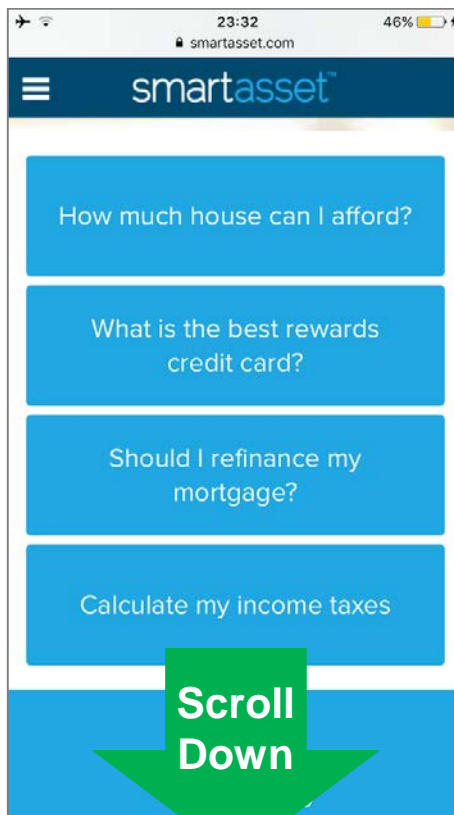 23:32
46%
smartasset.com
smartasset™
How much house can I afford?
What is the best rewards
credit card?
Should I refinance my
mortgage?
Calculate my income taxes
Scroll
Down